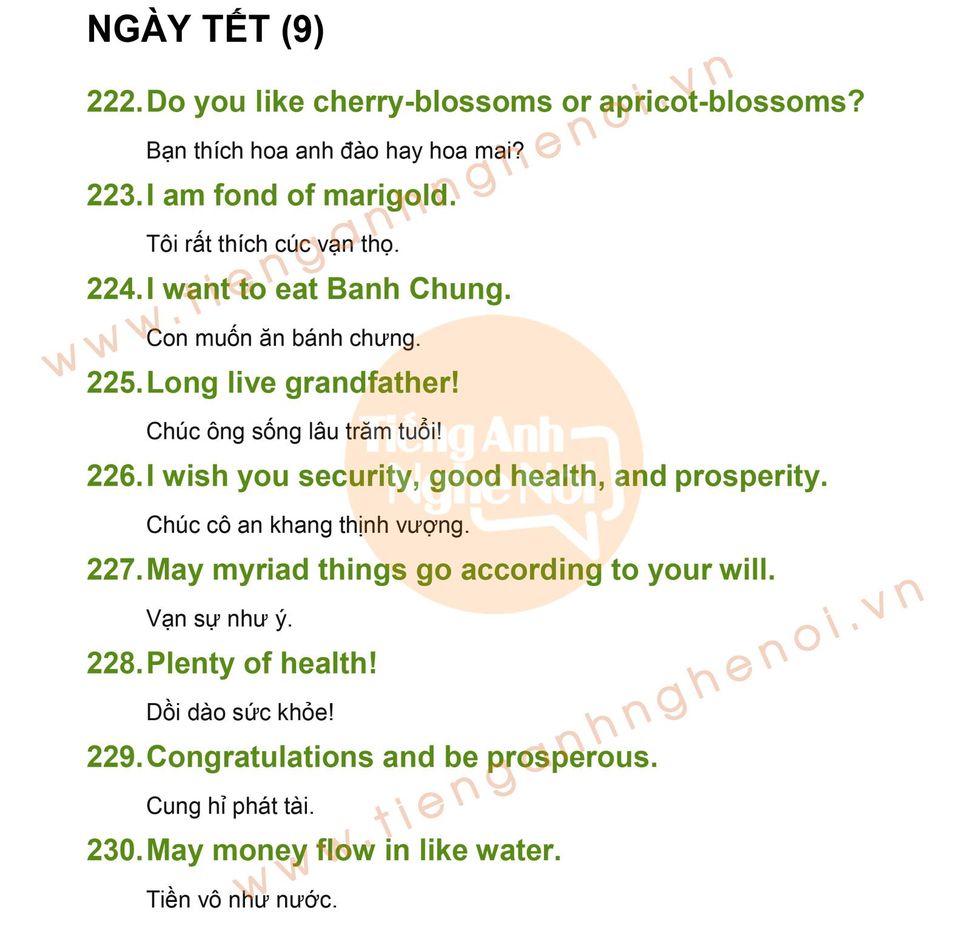 NGÀY TẾT (9)
222. Do you like cherry-blossoms or apricot-blossoms?
Bạn thích hoa anh đào hay hoa mai?
223. I am fond of marigold.
Tôi rất thích cúc vạn thọ.
224. I want to eat Banh Chung.
Con muốn ăn bánh chưng.
225. Long live grandfather!
Chúc ông sống lâu trăm tuổi!
226. I wish you security, good health, and prosperity.
Chúc cô an khang thịnh vượng.
227. May myriad things go according to your will.
Vạn sự như ý.
228. Plenty of health!
Dồi dào sức khỏe!
229. Congratulations and be prosperous.
Cung hỉ phát tài.
230. May money flow in like water.
Tiền vô như nước.
www.tienganhnghenoi.vn
Tiếng Anh
Nghe Nói
www.tienganhnghenoi.vn